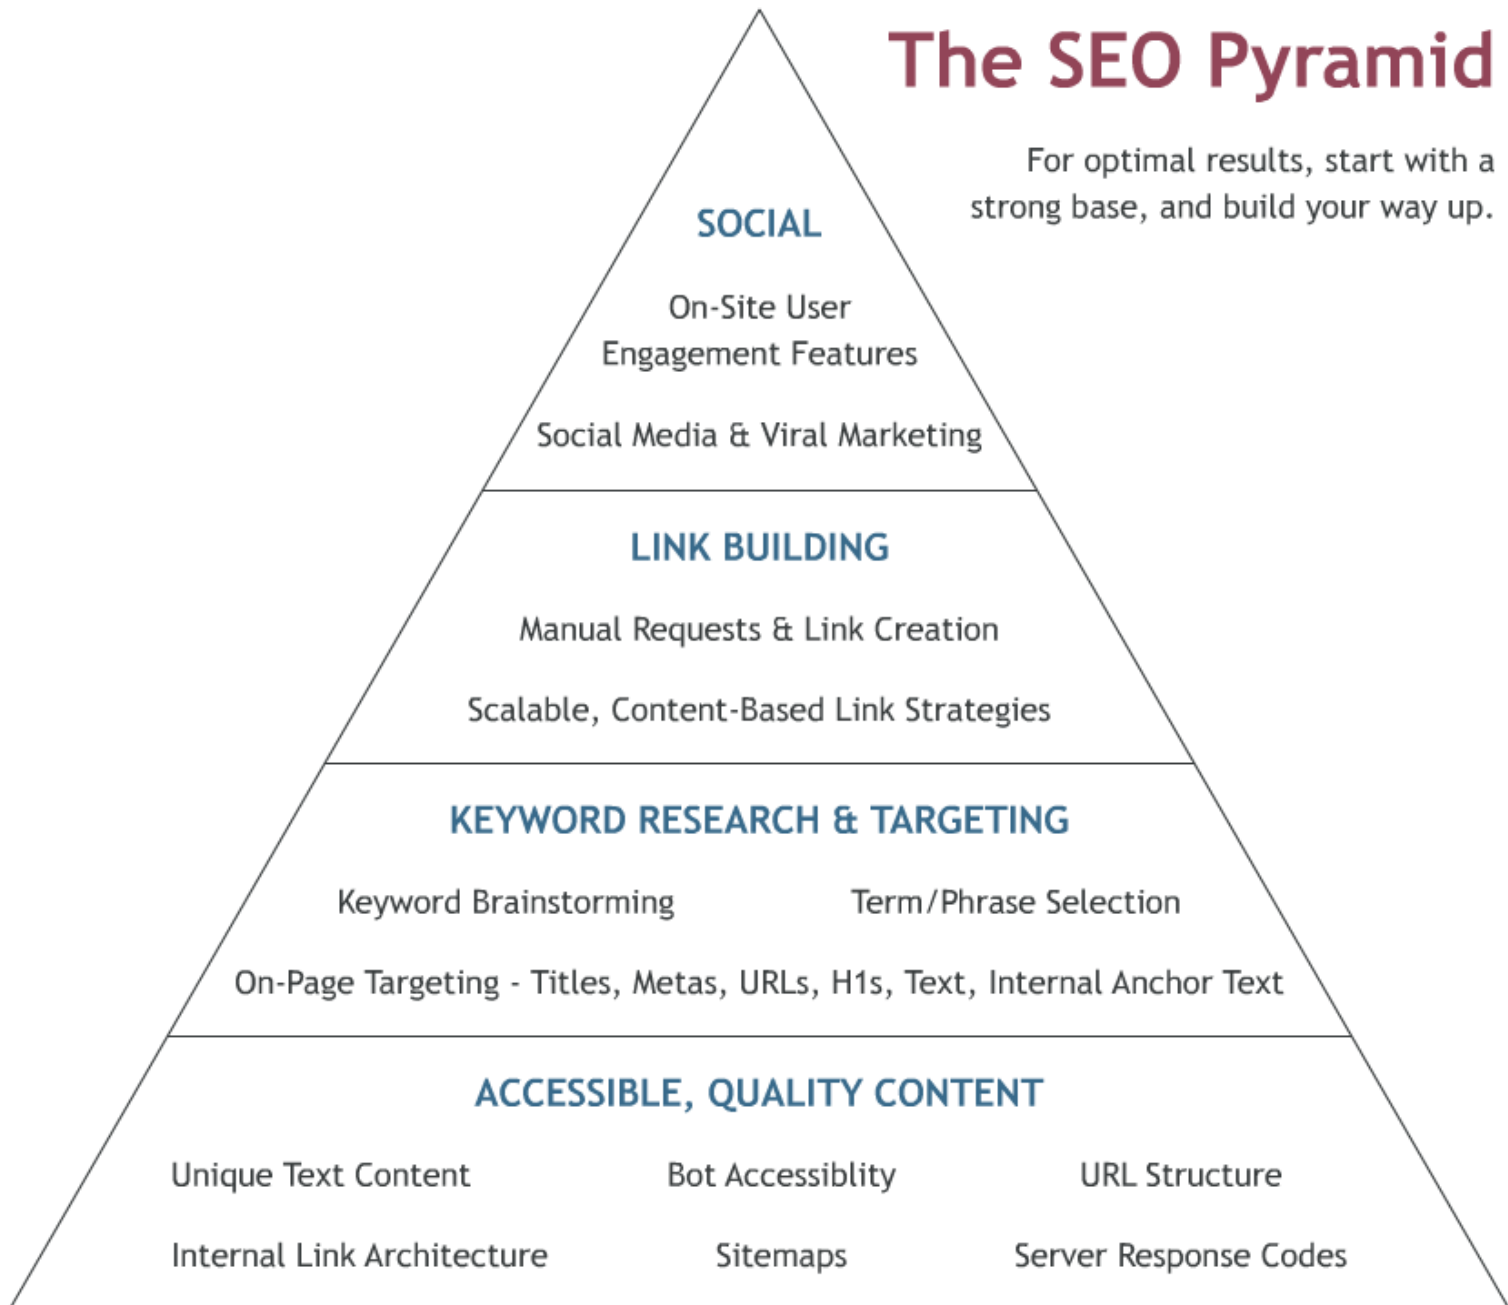 The SEO Pyramid
For optimal results, start with a
strong base, and build your way up.
SOCIAL
On-Site User
Engagement Features
Social Media & Viral Marketing
LINK BUILDING
Manual Requests & Link Creation
Scalable, Content-Based Link Strategies
KEYWORD RESEARCH & TARGETING
Keyword Brainstorming Term/Phrase Selection
On-Page Targeting - Titles, Metas, URLs, H1s, Text, Internal Anchor Text
ACCESSIBLE, QUALITY CONTENT
Unique Text Content Bot Accessiblity URL Structure
Internal Link Architecture Sitemaps Server Response Codes